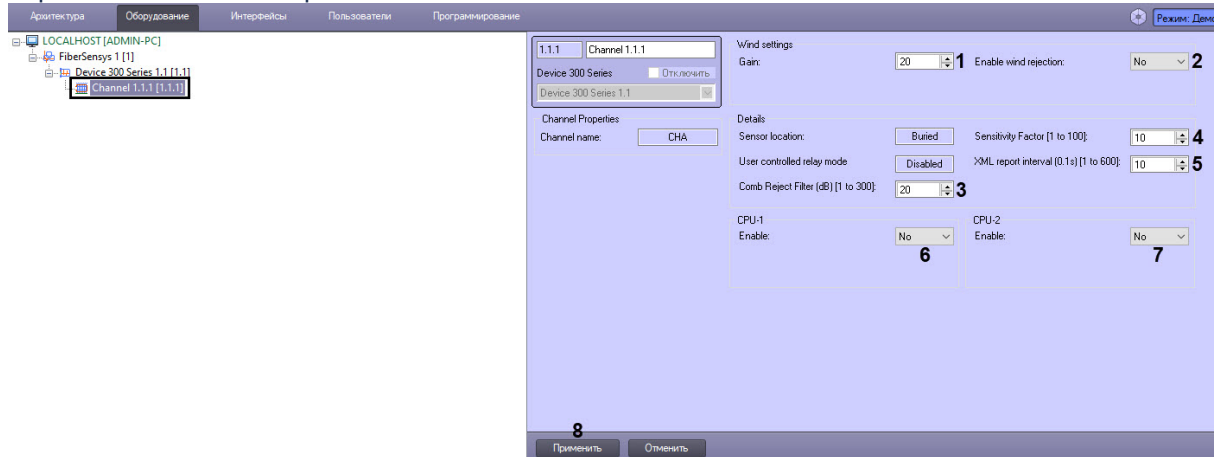 Архитектура Оборудование Интерфейсы Пользователи Программирование Режим: Демо
LOCALHOST [ADMIN-PC]
FiberSensys 1 [1]
Device 300 Series 1.1 [1.1]
Channel 1.1.1 [1.1.1]
1.1.1 Channel 1.1.1
Device 300 Series Отключить
Device 300 Series 1.1
Channel Properties
Channel name: CHA
Wind settings
Gain: 20 1 Enable wind rejection: No 2
Details
Sensor location: Buried Sensitivity Factor [1 to 100]: 10 4
User controlled relay mode Disabled XML report interval (0.1s) [1 to 600]: 10 5
Comb Reject Filter (dB) [1 to 300]: 20 3
CPU-1 CPU-2
Enable: No Enable: No
6 7
8
Применить Отменить